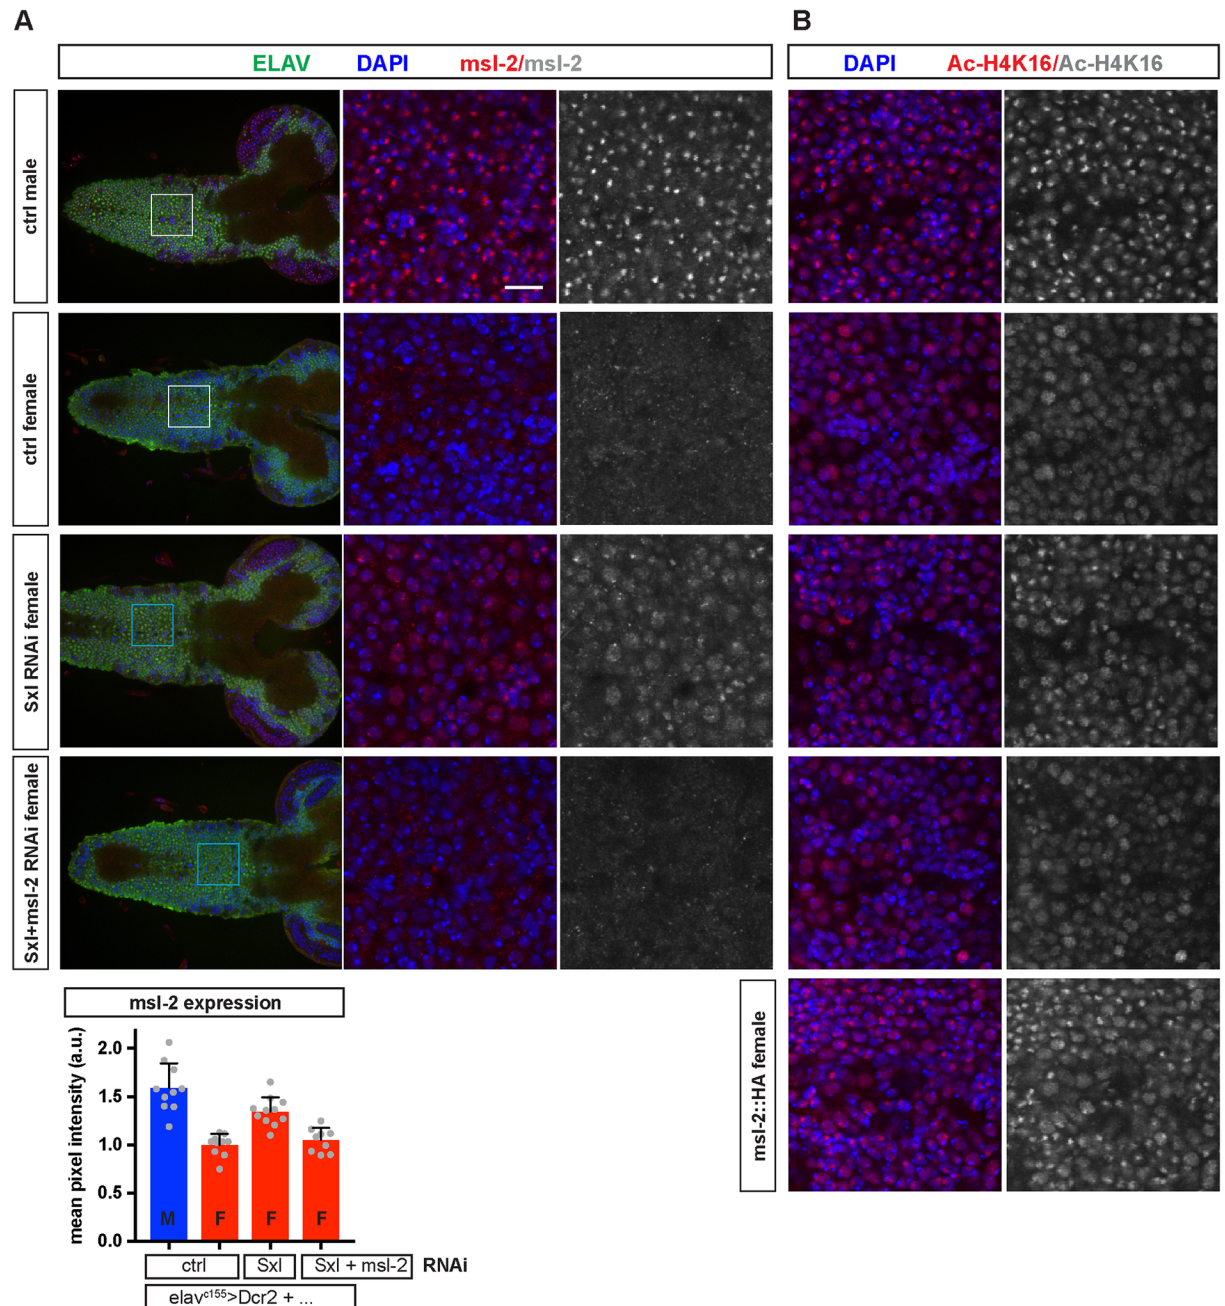 A
B
ELAV DAPI msl-2/msl-2
DAPI Ac-H4K16/Ac-H4K16
ctrl male
ctrl female
Sxl RNAi female
Sxl+msl-2 RNAi female
msl-2::HA female
msl-2 expression
mean pixel intensity (a.u.)
2.0
1.5
1.0
0.5
0.0
M F F F
ctrl Sxl Sxl + msl-2 RNAi
elavc155>Dcr2 + ...